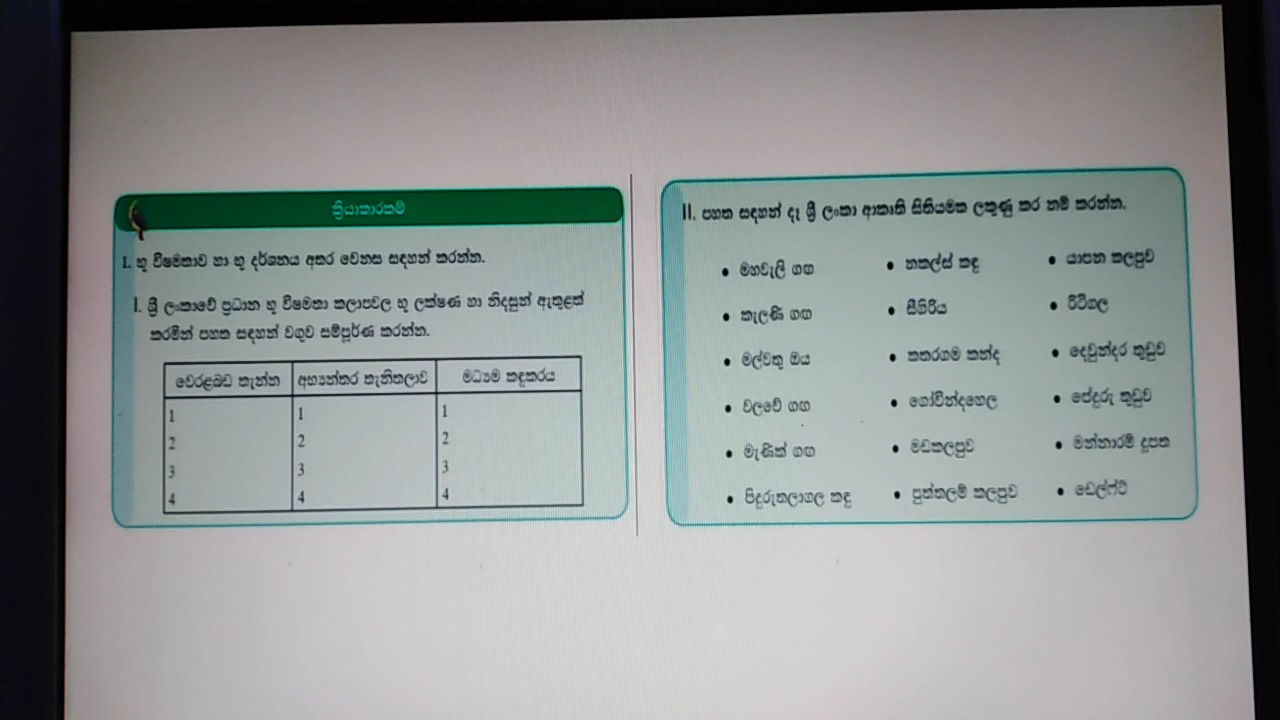 ක්‍රියාකාරකම්
I. භූ විෂමතාව හා භූ දර්ශනය අතර වෙනස සඳහන් කරන්න.
I. ශ්‍රී ලංකාවේ ප්‍රධාන භූ විෂමතා කලාපවල භූ ලක්ෂණ හා නිදසුන් ඇතුළත්
කරමින් පහත සඳහන් වගුව සම්පූර්ණ කරන්න.
වෙරළබඩ තැන්න අභ්‍යන්තර තැනිතලාව මධ්‍යම කඳුකරය
1 1 1
2 2 2
3 3 3
4 4 4
II. පහත සඳහන් දෑ ශ්‍රී ලංකා ආකෘති සිතියමක ලකුණු කර නම් කරන්න.
• මහවැලි ගඟ • නකල්ස් කඳු • යාපන කලපුව
• කැලණි ගඟ • සීගිරිය • රිටිගල
• මල්වතු ඔය • කතරගම කන්ද • දෙවුන්දර තුඩුව
• වලවේ ගඟ • ගෝවින්දහෙල • පේදුරු තුඩුව
• මැණික් ගඟ • මඩකලපුව • මන්නාරම් දූපත
• පිදුරුතලාගල කඳු • පුත්තලම් කලපුව • ඩෙල්ෆ්ට්